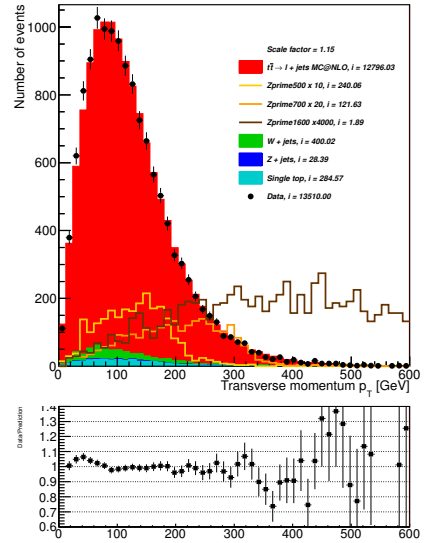 Number of events
1000
800
600
400
200
0
Scale factor = 1.15
tt̄ → l + jets MC@NLO, i = 12796.03
Zprime500 x 10, i = 240.06
Zprime700 x 20, i = 121.63
Zprime1600 x4000, i = 1.89
W + jets, i = 400.02
Z + jets, i = 28.39
Single top, i = 284.57
Data, i = 13510.00
0 100 200 300 400 500 600
Transverse momentum p_T [GeV]
Data/Prediction
1.4
1.3
1.2
1.1
1
0.9
0.8
0.7
0.6
0 100 200 300 400 500 600